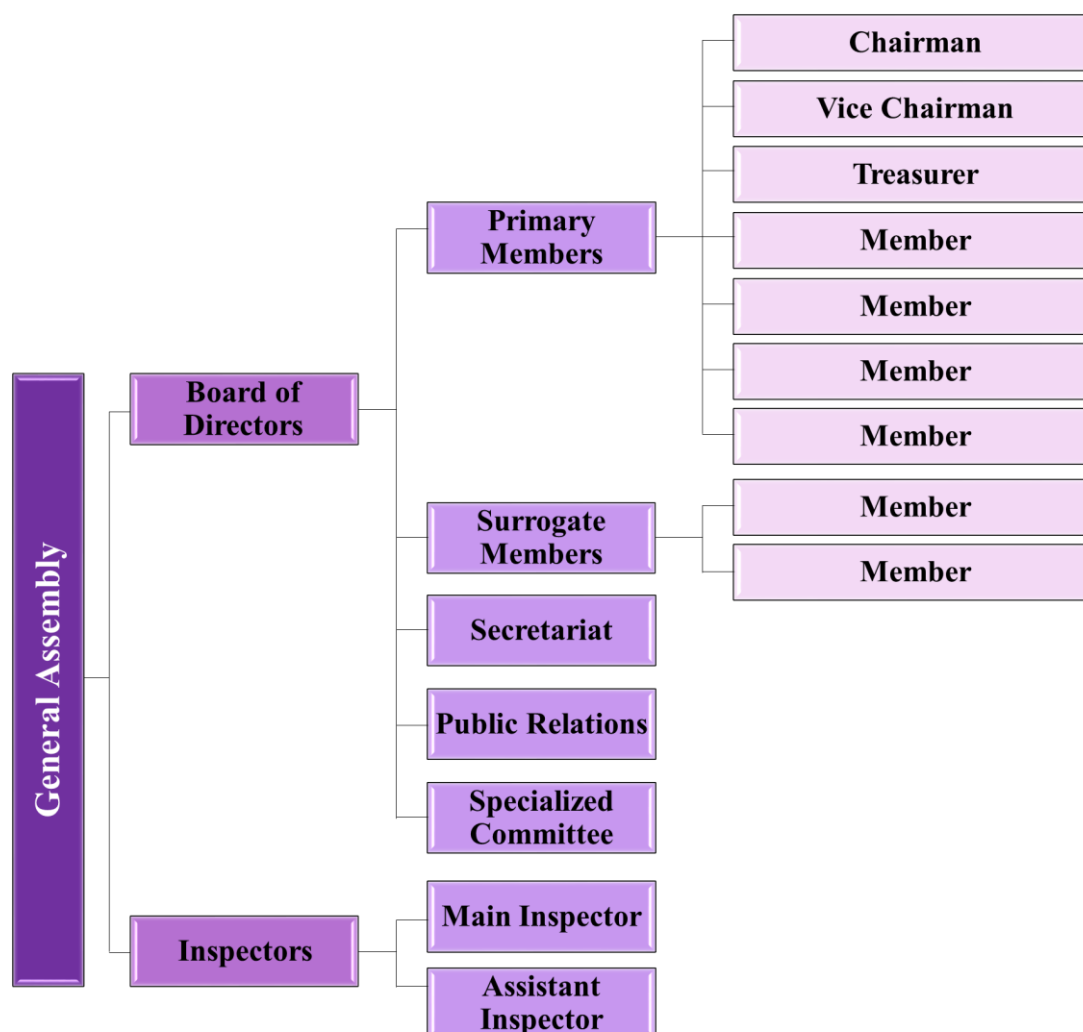 Chairman
Vice Chairman
Treasurer
Primary
Members
Member
Member
Member
Member
Board of
Directors
Surrogate
Members
Member
Member
General Assembly
Secretariat
Public Relations
Specialized
Committee
Inspectors
Main Inspector
Assistant
Inspector